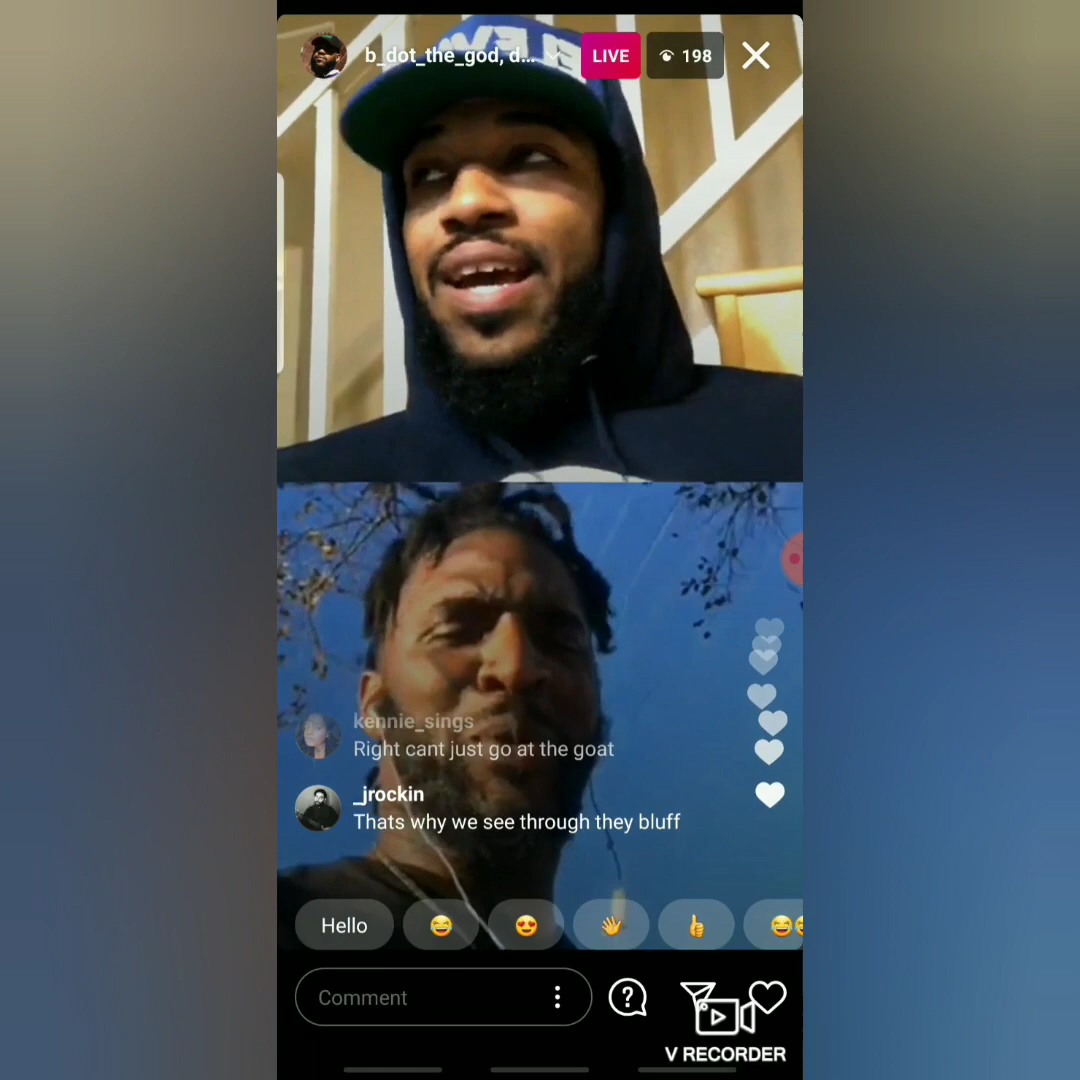 b_dot_the_god, d...
LIVE
198
kennie_sings
Right cant just go at the goat
_jrockin
Thats why we see through they bluff
Hello
Comment
V RECORDER